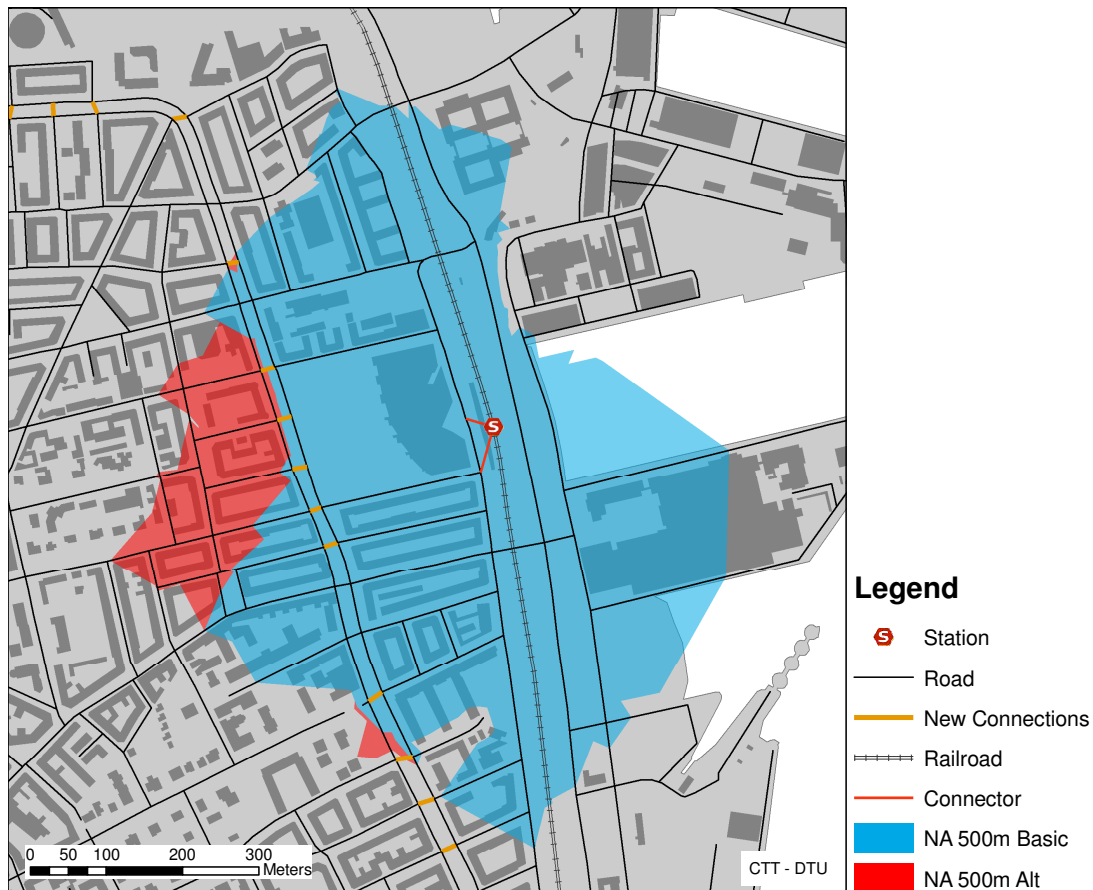 S
0 50 100 200 300
Meters
CTT - DTU
Legend
S Station
Road
New Connections
Railroad
Connector
NA 500m Basic
NA 500m Alt